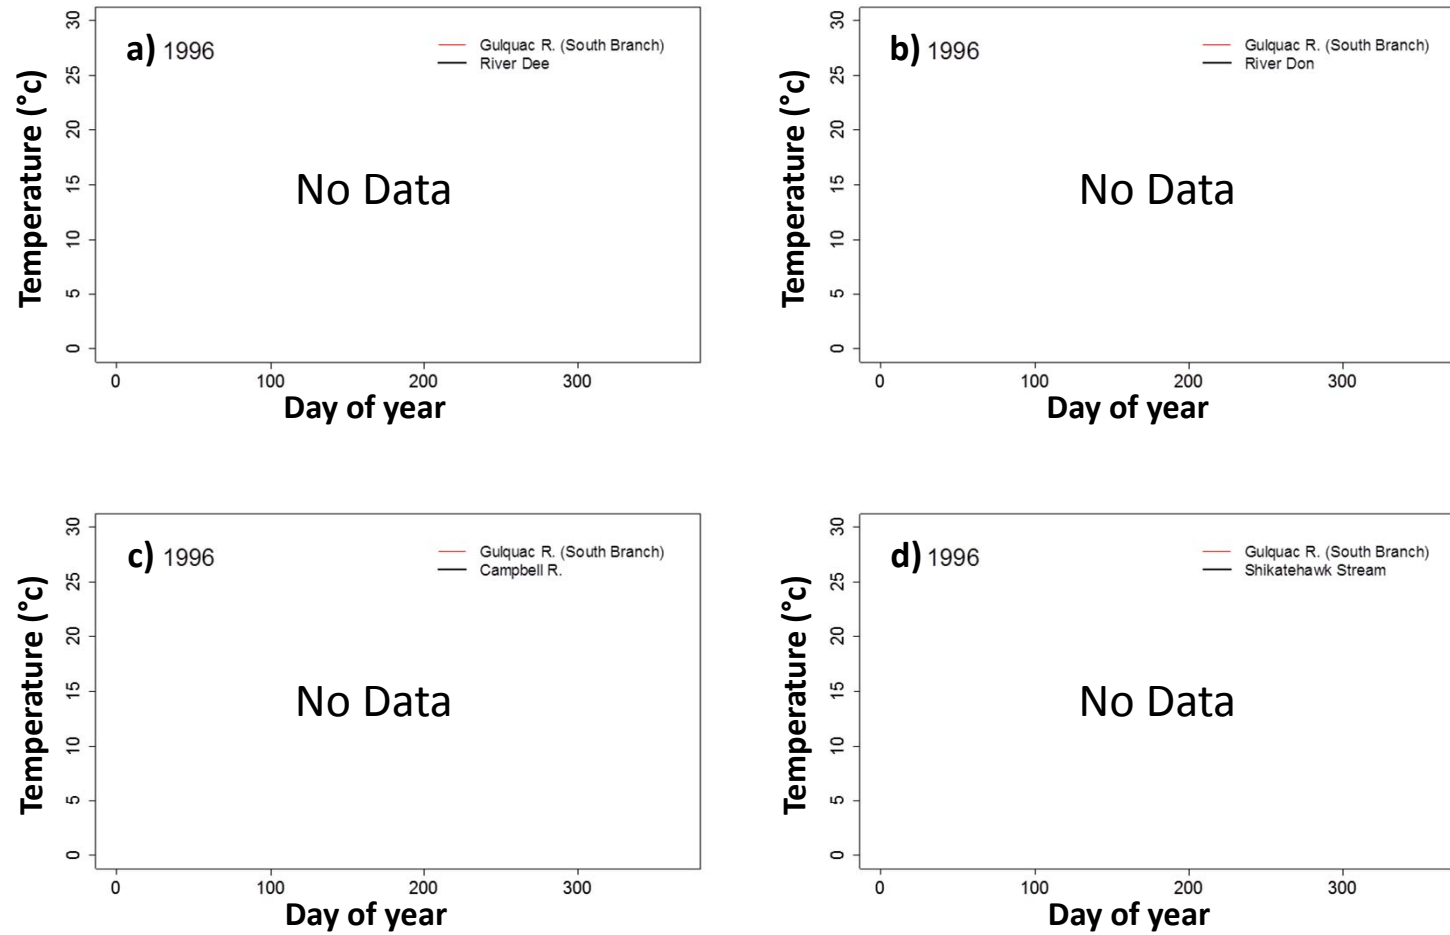 a) 1996
Gulquac R. (South Branch)
River Dee
30
25
20
15
10
5
0
Temperature (°c)
No Data
0 100 200 300
Day of year
b) 1996
Gulquac R. (South Branch)
River Don
30
25
20
15
10
5
0
Temperature (°c)
No Data
0 100 200 300
Day of year
c) 1996
Gulquac R. (South Branch)
Campbell R.
30
25
20
15
10
5
0
Temperature (°c)
No Data
0 100 200 300
Day of year
d) 1996
Gulquac R. (South Branch)
Shikatehawk Stream
30
25
20
15
10
5
0
Temperature (°c)
No Data
0 100 200 300
Day of year